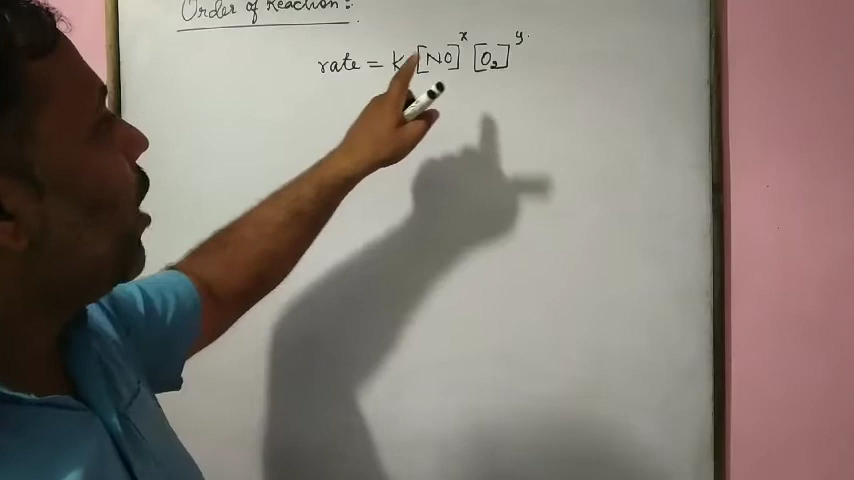 Order of Reaction :-
rate = K [NO]^x [O₂]^y.